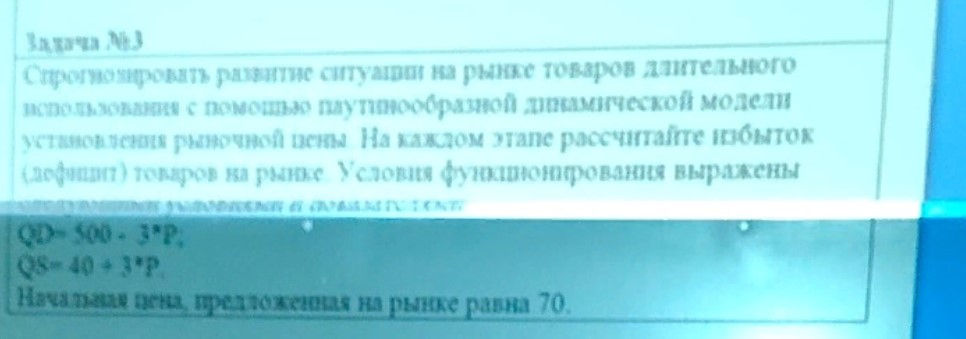 Задача №3
Спрогнозировать развитие ситуации на рынке товаров длительного
использования с помощью паутинообразной динамической модели
установления рыночной цены. На каждом этапе рассчитайте избыток
(дефицит) товаров на рынке. Условия функционирования выражены
QD= 500 - 3*P;
QS= 40 + 3*P.
Начальная цена, предложенная на рынке равна 70.